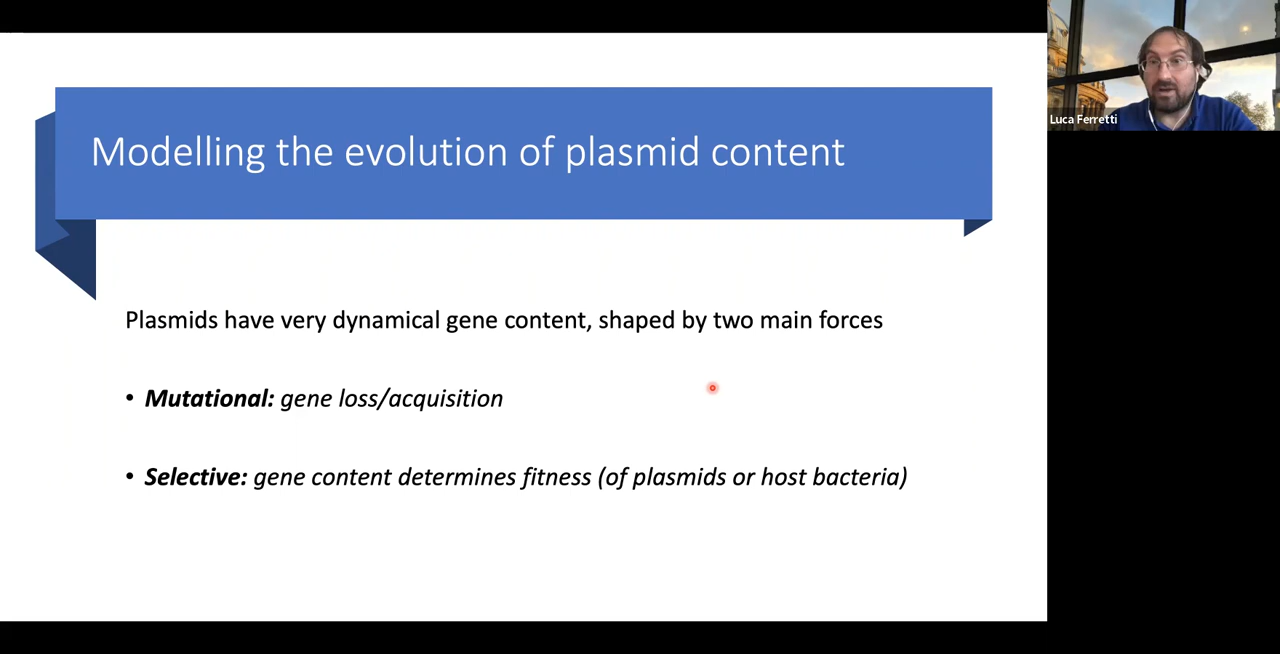 Modelling the evolution of plasmid content
Luca Ferretti
Plasmids have very dynamical gene content, shaped by two main forces
• Mutational: gene loss/acquisition
• Selective: gene content determines fitness (of plasmids or host bacteria)